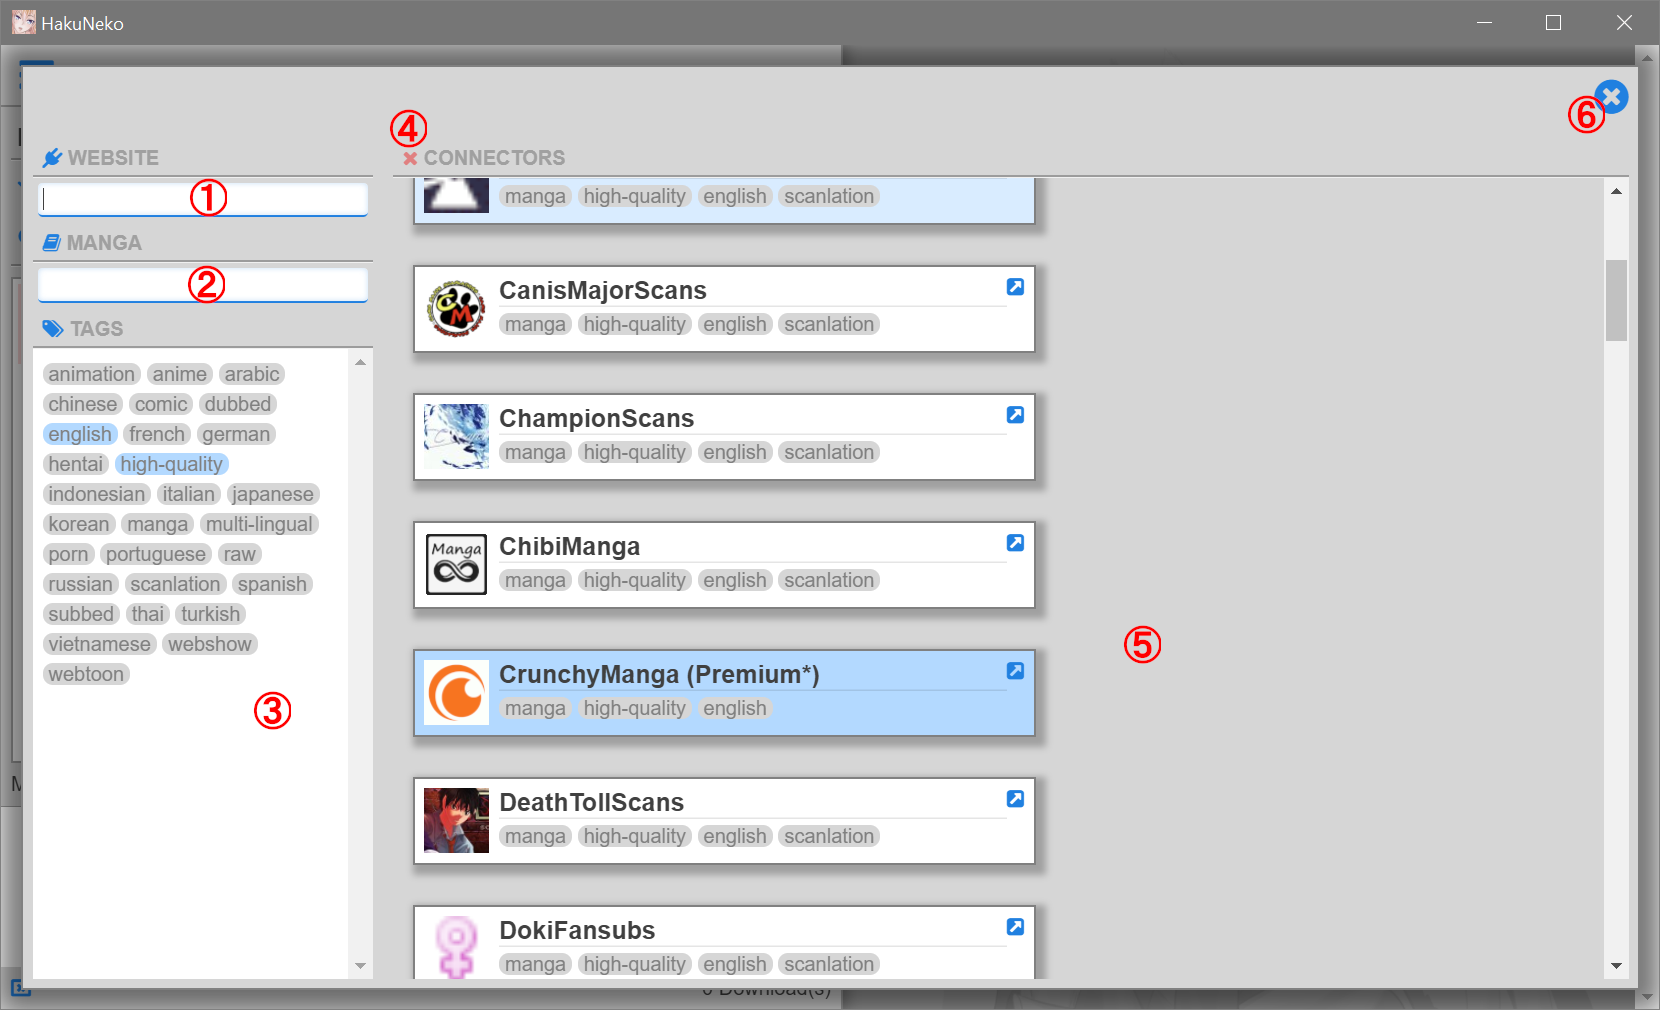 HakuNeko
④
⑥
WEBSITE
CONNECTORS
①
manga high-quality english scanlation
MANGA
②
CanisMajorScans
manga high-quality english scanlation
TAGS
animation anime arabic
chinese comic dubbed
english french german
hentai high-quality
indonesian italian japanese
korean manga multi-lingual
porn portuguese raw
russian scanlation spanish
subbed thai turkish
vietnamese webshow
webtoon
③
ChampionScans
manga high-quality english scanlation
Manga
ChibiManga
manga high-quality english scanlation
⑤
CrunchyManga (Premium*)
manga high-quality english
DeathTollScans
manga high-quality english scanlation
DokiFansubs
manga high-quality english scanlation
0 Download(s)